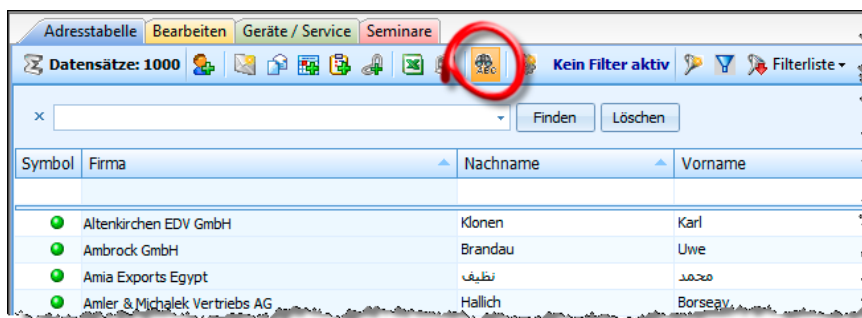 Adresstabelle Bearbeiten Geräte / Service Seminare
Datensätze: 1000 AEC Kein Filter aktiv Filterliste
Finden Löschen
Symbol Firma Nachname Vorname
Altenkirchen EDV GmbH Klonen Karl
Ambrock GmbH Brandau Uwe
Amia Exports Egypt نظيف محمد
Amler & Michalek Vertriebs AG Hallich Borseay